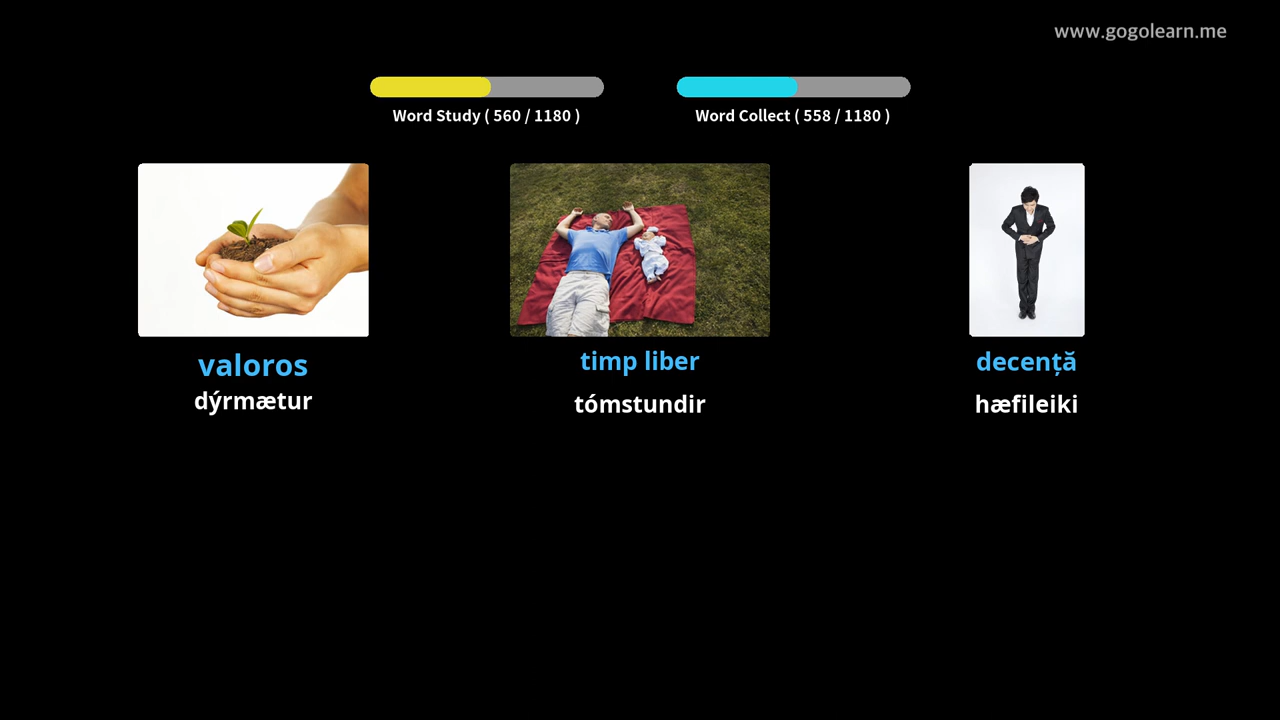 www.gogolearn.me
Word Study ( 560 / 1180 )
Word Collect ( 558 / 1180 )
valoros
dýrmætur
timp liber
tómstundir
decență
hæfileiki